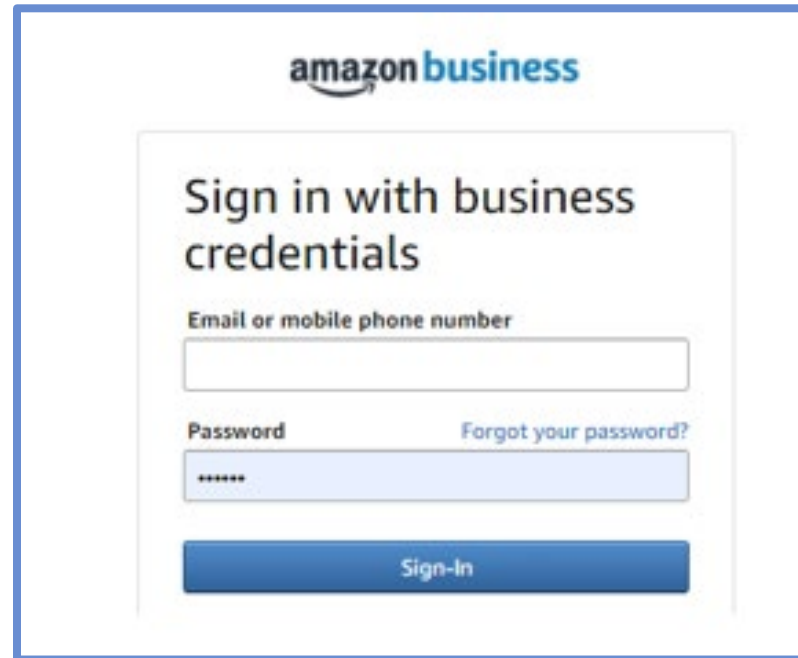 amazon business
Sign in with business
credentials
Email or mobile phone number
Password Forgot your password?
••••••
Sign-In